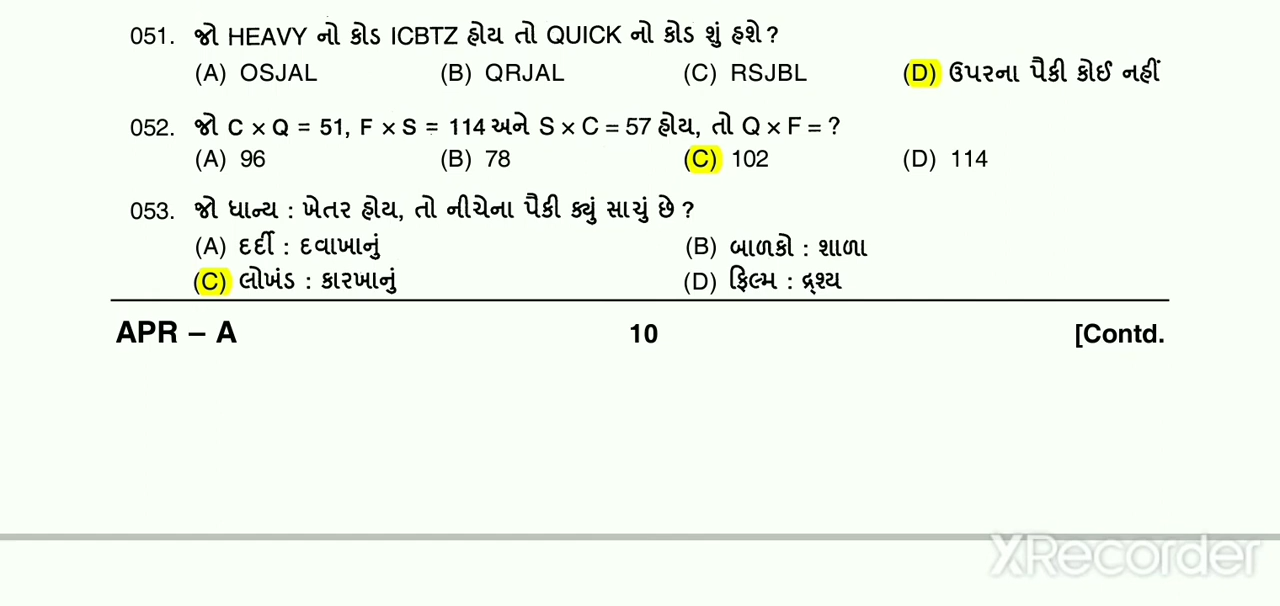 051. જો HEAVY નો કોડ ICBTZ હોય તો QUICK નો કોડ શું હશે ?
(A) OSJAL (B) QRJAL (C) RSJBL (D) ઉપરના પૈકી કોઈ નહીં
052. જો C × Q = 51, F × S = 114 અને S × C = 57 હોય, તો Q × F = ?
(A) 96 (B) 78 (C) 102 (D) 114
053. જો ધાન્ય : ખેતર હોય, તો નીચેના પૈકી ક્યું સાચું છે ?
(A) દર્દી : દવાખાનું (B) બાળકો : શાળા
(C) લોખંડ : કારખાનું (D) ફિલ્મ : દ્રશ્ય
APR – A 10 [Contd.
XRecorder